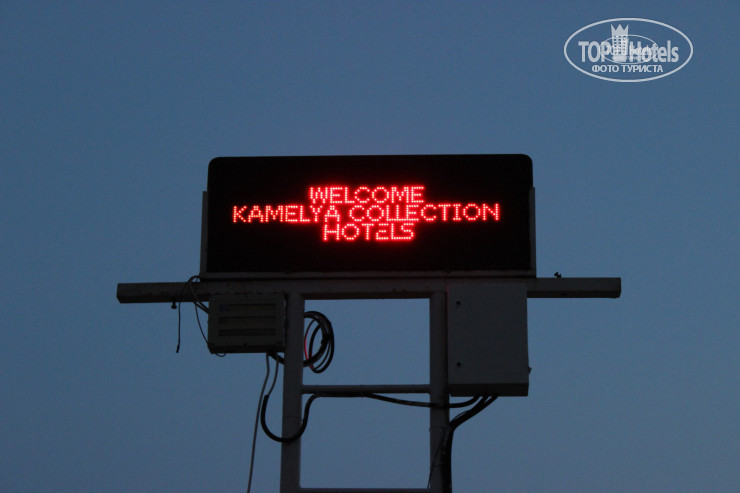 TOPHotels
ФОТО ТУРИСТА
WELCOME
KAMELYA COLLECTION
HOTELS